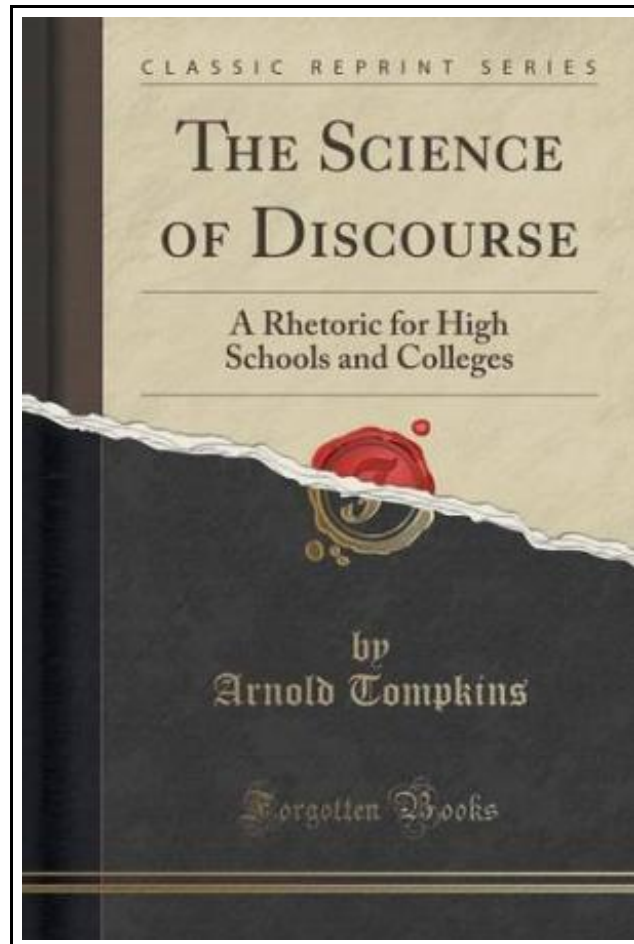 CLASSIC REPRINT SERIES
THE SCIENCE
OF DISCOURSE
A Rhetoric for High
Schools and Colleges
F
by
Arnold Tompkins
Forgotten Books